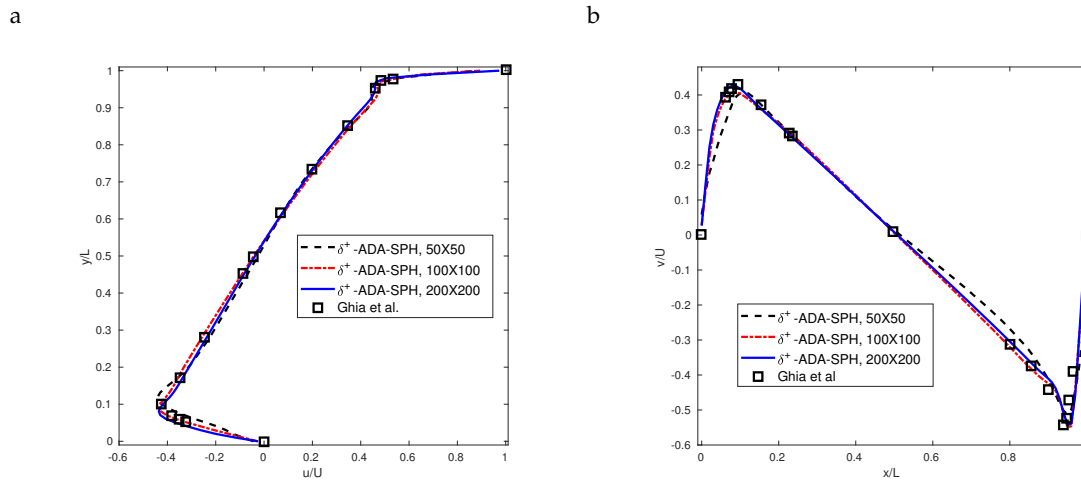 a
b
1
0.9
0.8
0.7
0.6
0.5
0.4
0.3
0.2
0.1
0
y/L
-0.6 -0.4 -0.2 0 0.2 0.4 0.6 0.8 1
u/U
δ+-ADA-SPH, 50X50
δ+-ADA-SPH, 100X100
δ+-ADA-SPH, 200X200
Ghia et al.
0.4
0.3
0.2
0.1
0
-0.1
-0.2
-0.3
-0.4
-0.5
-0.6
v/U
0 0.2 0.4 0.6 0.8
x/L
δ+-ADA-SPH, 50X50
δ+-ADA-SPH, 100X100
δ+-ADA-SPH, 200X200
Ghia et al